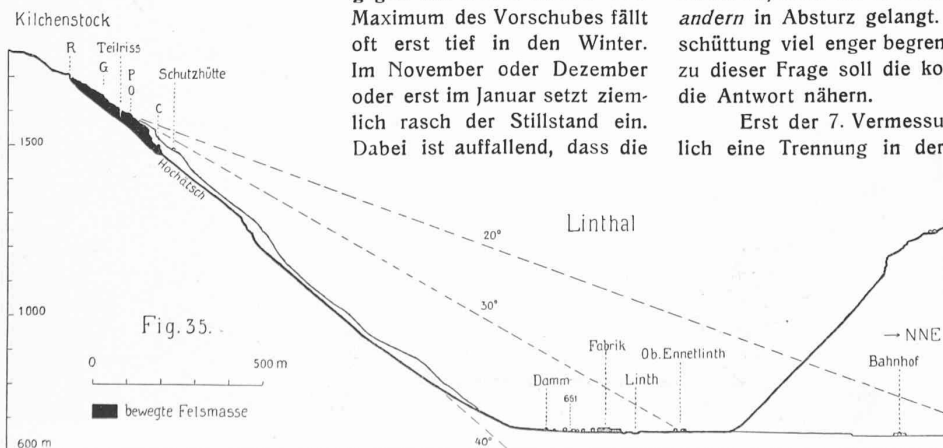 Maximum des Vorschubes fällt
oft erst tief in den Winter.
Im November oder Dezember
oder erst im Januar setzt ziem-
lich rasch der Stillstand ein.
Dabei ist auffallend, dass die
andern in Absturz gelangt.
schüttung viel enger begren
zu dieser Frage soll die ko
die Antwort nähern.
Erst der 7. Vermessu
lich eine Trennung in der
Kilchenstock
R
Teilriss
G
P
O
Schutzhütte
C
1500
Hochätsch
Linthal
20°
30°
40°
1000
Fig. 35.
0 500 m
bewegte Felsmasse
600 m
Damm
651
Fabrik
Linth
Ob. Ennetlinth
→ NNE
Bahnhof